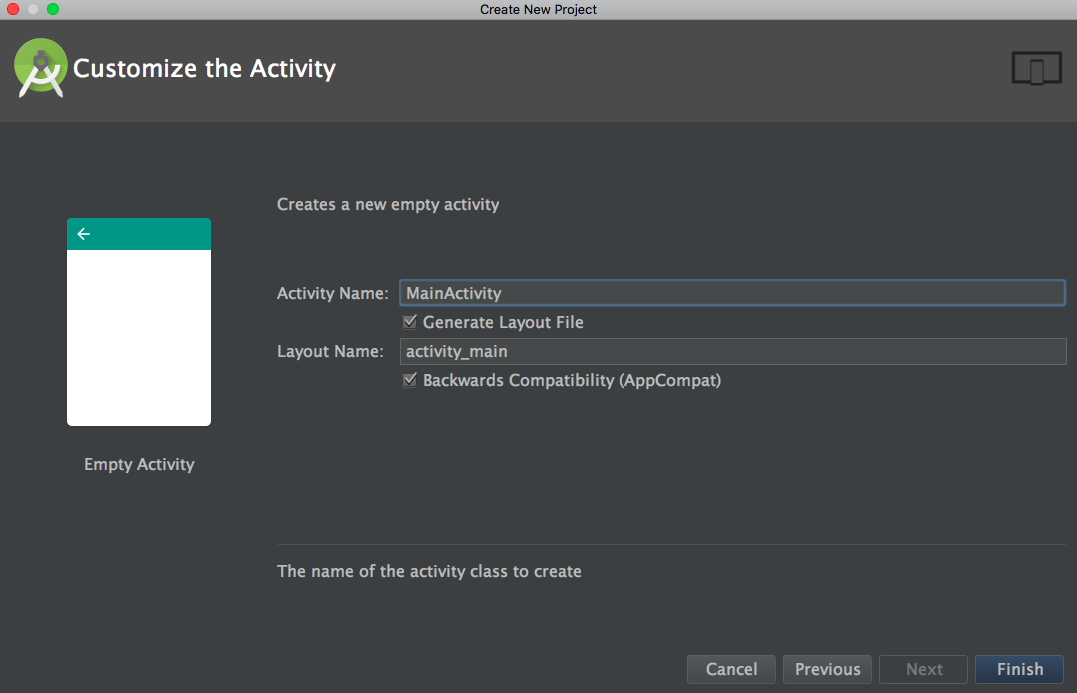 Create New Project
Customize the Activity
Creates a new empty activity
Activity Name: MainActivity
Generate Layout File
Layout Name: activity_main
Backwards Compatibility (AppCompat)
Empty Activity
The name of the activity class to create
Cancel Previous Next Finish